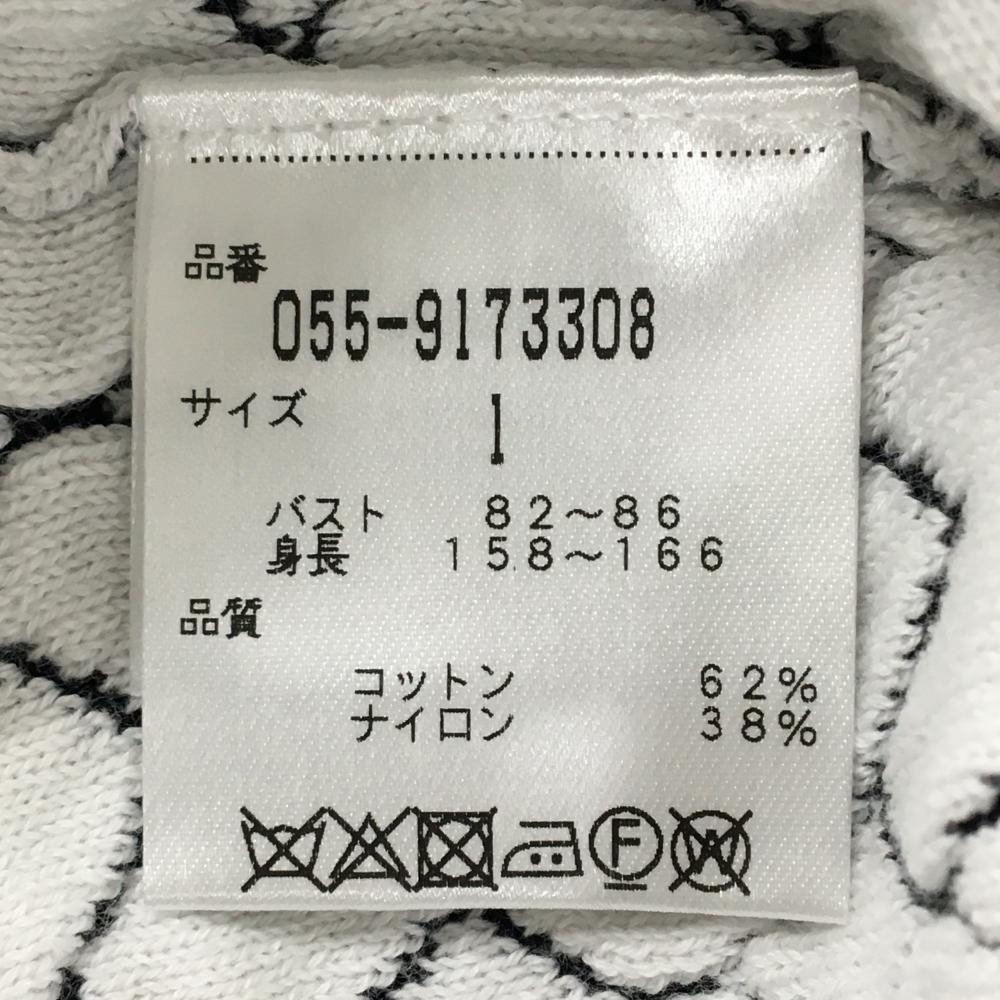 品番
055-9173308
サイズ 1
バスト 82～86
身長 158～166
品質
コットン 62%
ナイロン 38%
F W